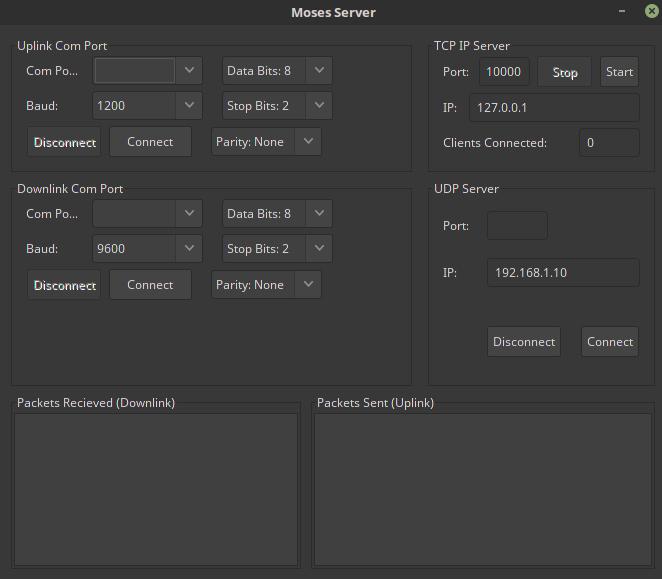 Moses Server
Uplink Com Port
Com Po...
Data Bits: 8
Baud: 1200
Stop Bits: 2
Disconnect Connect Parity: None
TCP IP Server
Port: 10000 Stop Start
IP: 127.0.0.1
Clients Connected: 0
Downlink Com Port
Com Po...
Data Bits: 8
Baud: 9600
Stop Bits: 2
Disconnect Connect Parity: None
UDP Server
Port:
IP: 192.168.1.10
Disconnect Connect
Packets Recieved (Downlink)
Packets Sent (Uplink)